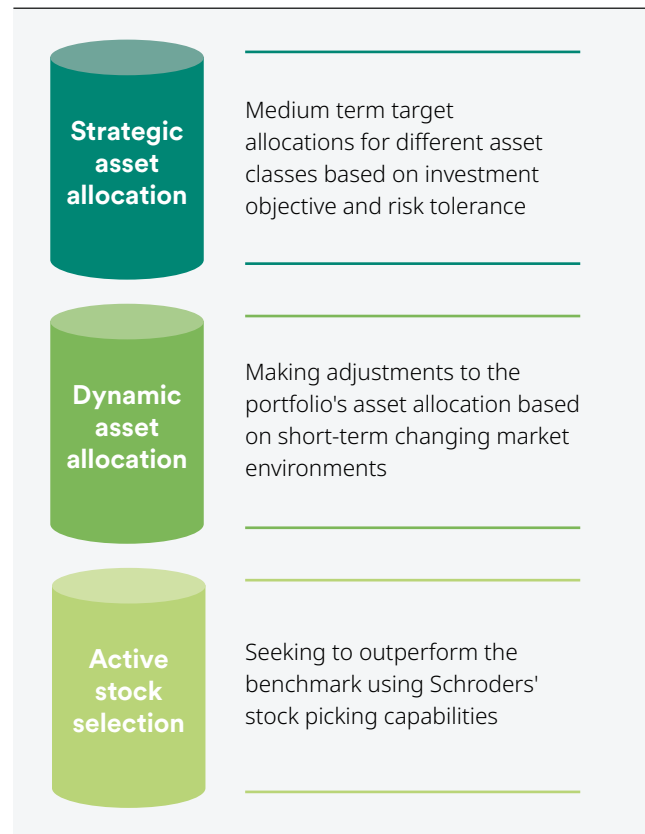 Strategic
asset
allocation
Medium term target
allocations for different asset
classes based on investment
objective and risk tolerance
Dynamic
asset
allocation
Making adjustments to the
portfolio's asset allocation based
on short-term changing market
environments
Active
stock
selection
Seeking to outperform the
benchmark using Schroders'
stock picking capabilities